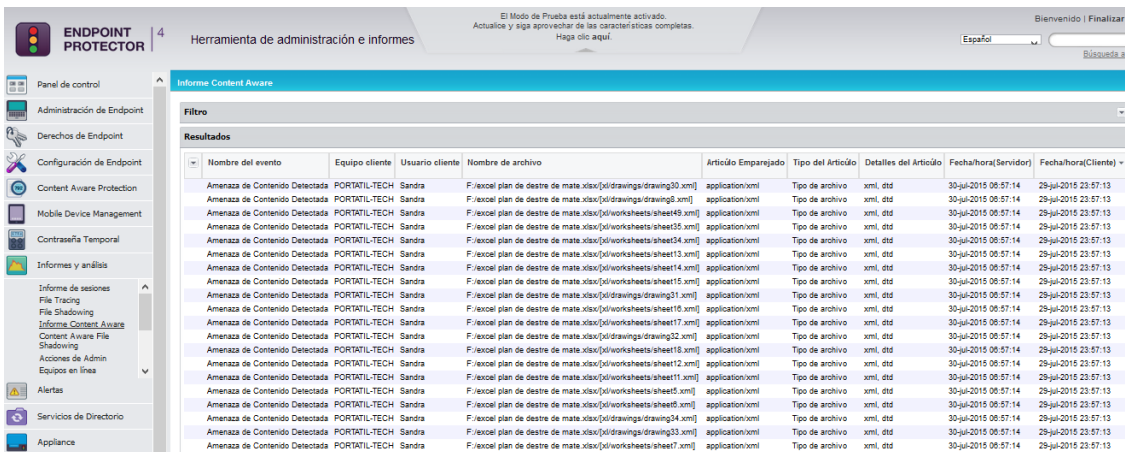 ENDPOINT PROTECTOR 4
Herramienta de administración e informes
El Modo de Prueba está actualmente activado.
Actualice y siga aprovechar de las características completas.
Haga clic aquí.
Bienvenido | Finalizar
Español
Búsqueda a
Panel de control
Administración de Endpoint
Derechos de Endpoint
Configuración de Endpoint
Content Aware Protection
Mobile Device Management
Contraseña Temporal
Informes y análisis
Informe de sesiones
File Tracing
File Shadowing
Informe Content Aware
Content Aware File
Shadowing
Acciones de Admin
Equipos en línea
Alertas
Servicios de Directorio
Appliance
Informe Content Aware
Filtro
Resultados
Nombre del evento Equipo cliente Usuario cliente Nombre de archivo Artículo Emparejado Tipo del Artículo Detalles del Artículo Fecha/hora(Servidor) Fecha/hora(Cliente)
Amenaza de Contenido Detectada PORTATIL-TECH Sandra F:/excel plan de destre de mate.xlsx/[xl/drawings/drawing30.xml] application/xml Tipo de archivo xml, dtd 30-jul-2015 06:57:14 29-jul-2015 23:57:13
Amenaza de Contenido Detectada PORTATIL-TECH Sandra F:/excel plan de destre de mate.xlsx/[xl/drawings/drawing8.xml] application/xml Tipo de archivo xml, dtd 30-jul-2015 06:57:14 29-jul-2015 23:57:13
Amenaza de Contenido Detectada PORTATIL-TECH Sandra F:/excel plan de destre de mate.xlsx/[xl/worksheets/sheet49.xml] application/xml Tipo de archivo xml, dtd 30-jul-2015 06:57:14 29-jul-2015 23:57:13
Amenaza de Contenido Detectada PORTATIL-TECH Sandra F:/excel plan de destre de mate.xlsx/[xl/worksheets/sheet35.xml] application/xml Tipo de archivo xml, dtd 30-jul-2015 06:57:14 29-jul-2015 23:57:13
Amenaza de Contenido Detectada PORTATIL-TECH Sandra F:/excel plan de destre de mate.xlsx/[xl/worksheets/sheet34.xml] application/xml Tipo de archivo xml, dtd 30-jul-2015 06:57:14 29-jul-2015 23:57:13
Amenaza de Contenido Detectada PORTATIL-TECH Sandra F:/excel plan de destre de mate.xlsx/[xl/worksheets/sheet13.xml] application/xml Tipo de archivo xml, dtd 30-jul-2015 06:57:14 29-jul-2015 23:57:13
Amenaza de Contenido Detectada PORTATIL-TECH Sandra F:/excel plan de destre de mate.xlsx/[xl/worksheets/sheet14.xml] application/xml Tipo de archivo xml, dtd 30-jul-2015 06:57:14 29-jul-2015 23:57:13
Amenaza de Contenido Detectada PORTATIL-TECH Sandra F:/excel plan de destre de mate.xlsx/[xl/worksheets/sheet15.xml] application/xml Tipo de archivo xml, dtd 30-jul-2015 06:57:14 29-jul-2015 23:57:13
Amenaza de Contenido Detectada PORTATIL-TECH Sandra F:/excel plan de destre de mate.xlsx/[xl/drawings/drawing31.xml] application/xml Tipo de archivo xml, dtd 30-jul-2015 06:57:14 29-jul-2015 23:57:13
Amenaza de Contenido Detectada PORTATIL-TECH Sandra F:/excel plan de destre de mate.xlsx/[xl/worksheets/sheet16.xml] application/xml Tipo de archivo xml, dtd 30-jul-2015 06:57:14 29-jul-2015 23:57:13
Amenaza de Contenido Detectada PORTATIL-TECH Sandra F:/excel plan de destre de mate.xlsx/[xl/worksheets/sheet17.xml] application/xml Tipo de archivo xml, dtd 30-jul-2015 06:57:14 29-jul-2015 23:57:13
Amenaza de Contenido Detectada PORTATIL-TECH Sandra F:/excel plan de destre de mate.xlsx/[xl/drawings/drawing32.xml] application/xml Tipo de archivo xml, dtd 30-jul-2015 06:57:14 29-jul-2015 23:57:13
Amenaza de Contenido Detectada PORTATIL-TECH Sandra F:/excel plan de destre de mate.xlsx/[xl/worksheets/sheet18.xml] application/xml Tipo de archivo xml, dtd 30-jul-2015 06:57:14 29-jul-2015 23:57:13
Amenaza de Contenido Detectada PORTATIL-TECH Sandra F:/excel plan de destre de mate.xlsx/[xl/worksheets/sheet12.xml] application/xml Tipo de archivo xml, dtd 30-jul-2015 06:57:14 29-jul-2015 23:57:13
Amenaza de Contenido Detectada PORTATIL-TECH Sandra F:/excel plan de destre de mate.xlsx/[xl/worksheets/sheet11.xml] application/xml Tipo de archivo xml, dtd 30-jul-2015 06:57:14 29-jul-2015 23:57:13
Amenaza de Contenido Detectada PORTATIL-TECH Sandra F:/excel plan de destre de mate.xlsx/[xl/worksheets/sheet5.xml] application/xml Tipo de archivo xml, dtd 30-jul-2015 06:57:14 29-jul-2015 23:57:13
Amenaza de Contenido Detectada PORTATIL-TECH Sandra F:/excel plan de destre de mate.xlsx/[xl/worksheets/sheet6.xml] application/xml Tipo de archivo xml, dtd 30-jul-2015 06:57:14 29-jul-2015 23:57:13
Amenaza de Contenido Detectada PORTATIL-TECH Sandra F:/excel plan de destre de mate.xlsx/[xl/drawings/drawing34.xml] application/xml Tipo de archivo xml, dtd 30-jul-2015 06:57:14 29-jul-2015 23:57:13
Amenaza de Contenido Detectada PORTATIL-TECH Sandra F:/excel plan de destre de mate.xlsx/[xl/drawings/drawing33.xml] application/xml Tipo de archivo xml, dtd 30-jul-2015 06:57:14 29-jul-2015 23:57:13
Amenaza de Contenido Detectada PORTATIL-TECH Sandra F:/excel plan de destre de mate.xlsx/[xl/worksheets/sheet7.xml] application/xml Tipo de archivo xml, dtd 30-jul-2015 06:57:14 29-jul-2015 23:57:13